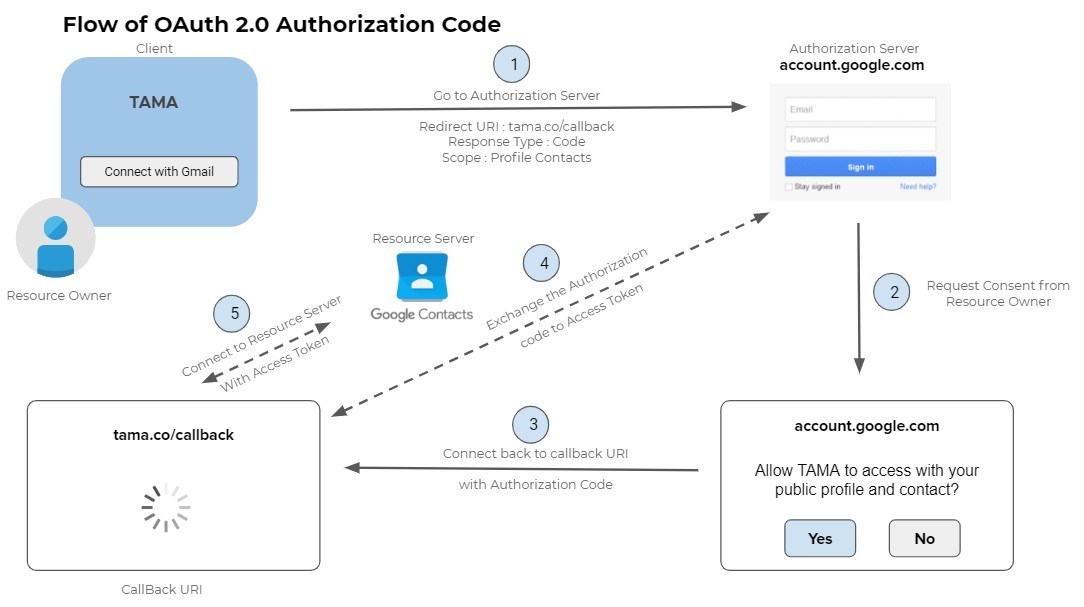 Flow of OAuth 2.0 Authorization Code
Client
TAMA
Connect with Gmail
Resource Owner
1
Go to Authorization Server
Redirect URI : tama.co/callback
Response Type : Code
Scope : Profile Contacts
Authorization Server
account.google.com
Email
Password
Sign in
Stay signed in
Need help?
2
Request Consent from
Resource Owner
account.google.com
Allow TAMA to access with your
public profile and contact?
Yes
No
3
Connect back to callback URI
with Authorization Code
4
Exchange the Authorization
code to Access Token
Resource Server
Google Contacts
5
Connect to Resource Server
With Access Token
tama.co/callback
CallBack URI